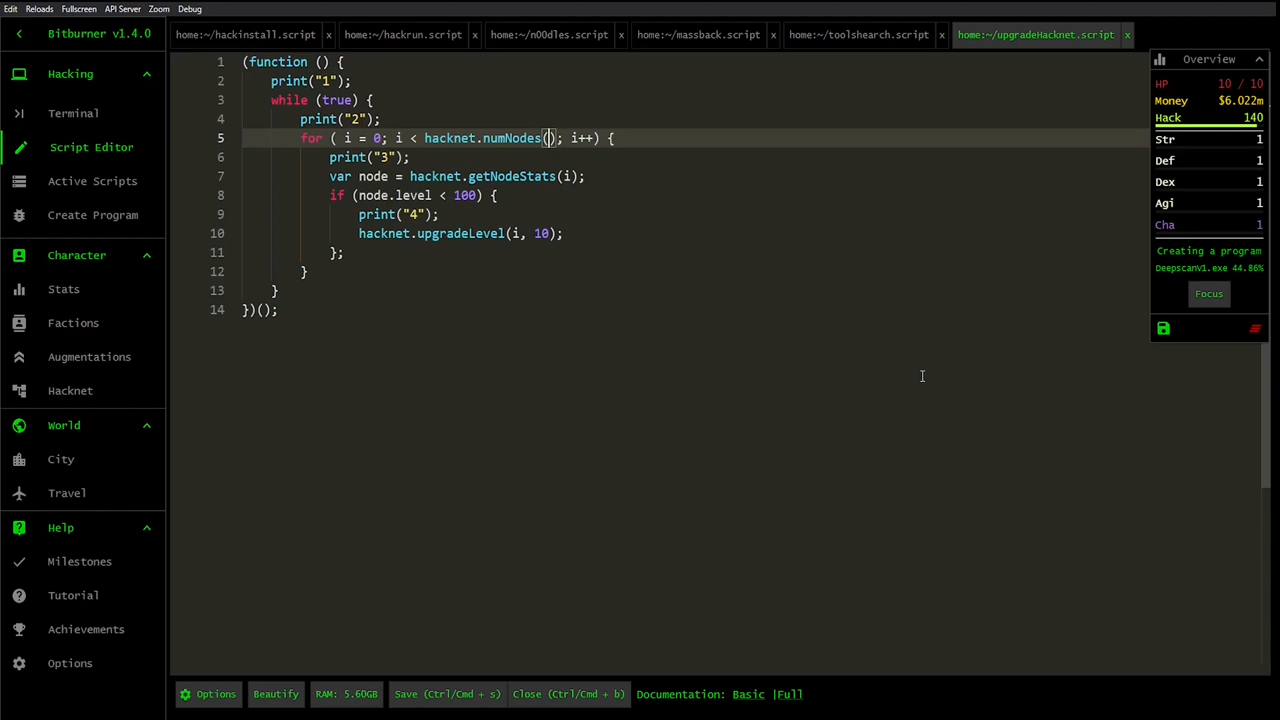 Edit Reloads Fullscreen API Server Zoom Debug
Bitburner v1.4.0
Hacking
Terminal
Script Editor
Active Scripts
Create Program
Character
Stats
Factions
Augmentations
Hacknet
World
City
Travel
Help
Milestones
Tutorial
Achievements
Options
home:~/hackinstall.script x home:~/hackrun.script x home:~/n00dles.script x home:~/massback.script x home:~/toolshearch.script x home:~/upgradeHacknet.script x
1 (function () {
2 print("1");
3 while (true) {
4 print("2");
5 for ( i = 0; i < hacknet.numNodes(); i++) {
6 print("3");
7 var node = hacknet.getNodeStats(i);
8 if (node.level < 100) {
9 print("4");
10 hacknet.upgradeLevel(i, 10);
11 };
12 }
13 }
14 })();
Overview
HP 10 / 10
Money $6.022m
Hack 140
Str 1
Def 1
Dex 1
Agi 1
Cha 1
Creating a program
DeepscanV1.exe 44.86%
Focus
Options Beautify RAM: 5.60GB Save (Ctrl/Cmd + s) Close (Ctrl/Cmd + b) Documentation: Basic |Full